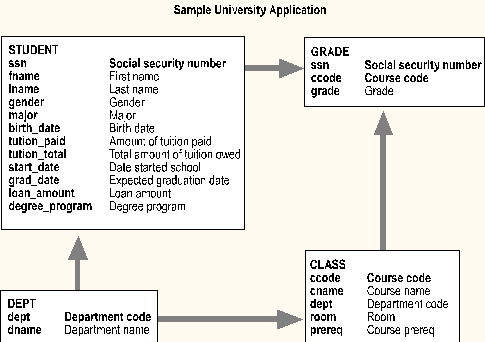 Sample University Application
STUDENT
ssn Social security number
fname First name
lname Last name
gender Gender
major Major
birth_date Birth date
tution_paid Amount of tuition paid
tution_total Total amount of tuition owed
start_date Date started school
grad_date Expected graduation date
loan_amount Loan amount
degree_program Degree program
GRADE
ssn Social security number
ccode Course code
grade Grade
DEPT
dept Department code
dname Department name
CLASS
ccode Course code
cname Course name
dept Department code
room Room
prereq Course prereq